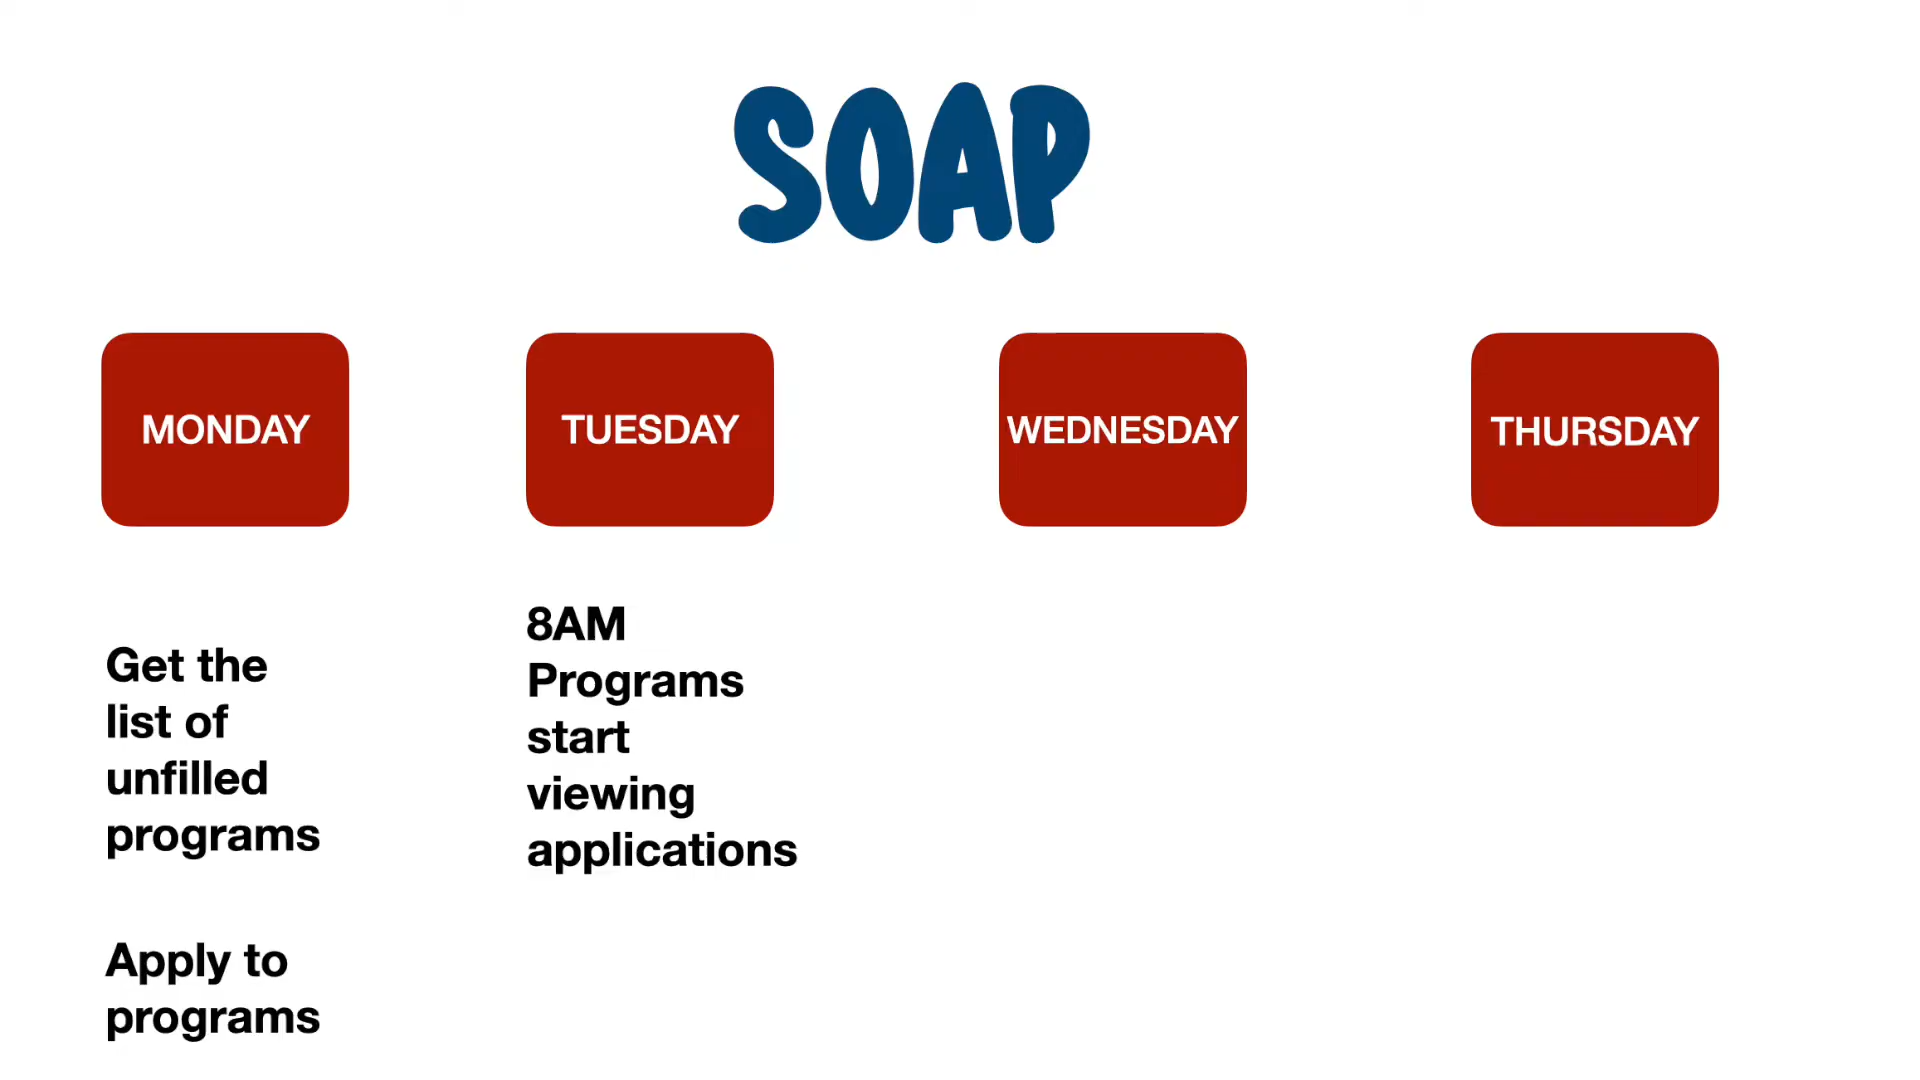 SOAP
MONDAY
TUESDAY
WEDNESDAY
THURSDAY
Get the
list of
unfilled
programs
Apply to
programs
8AM
Programs
start
viewing
applications